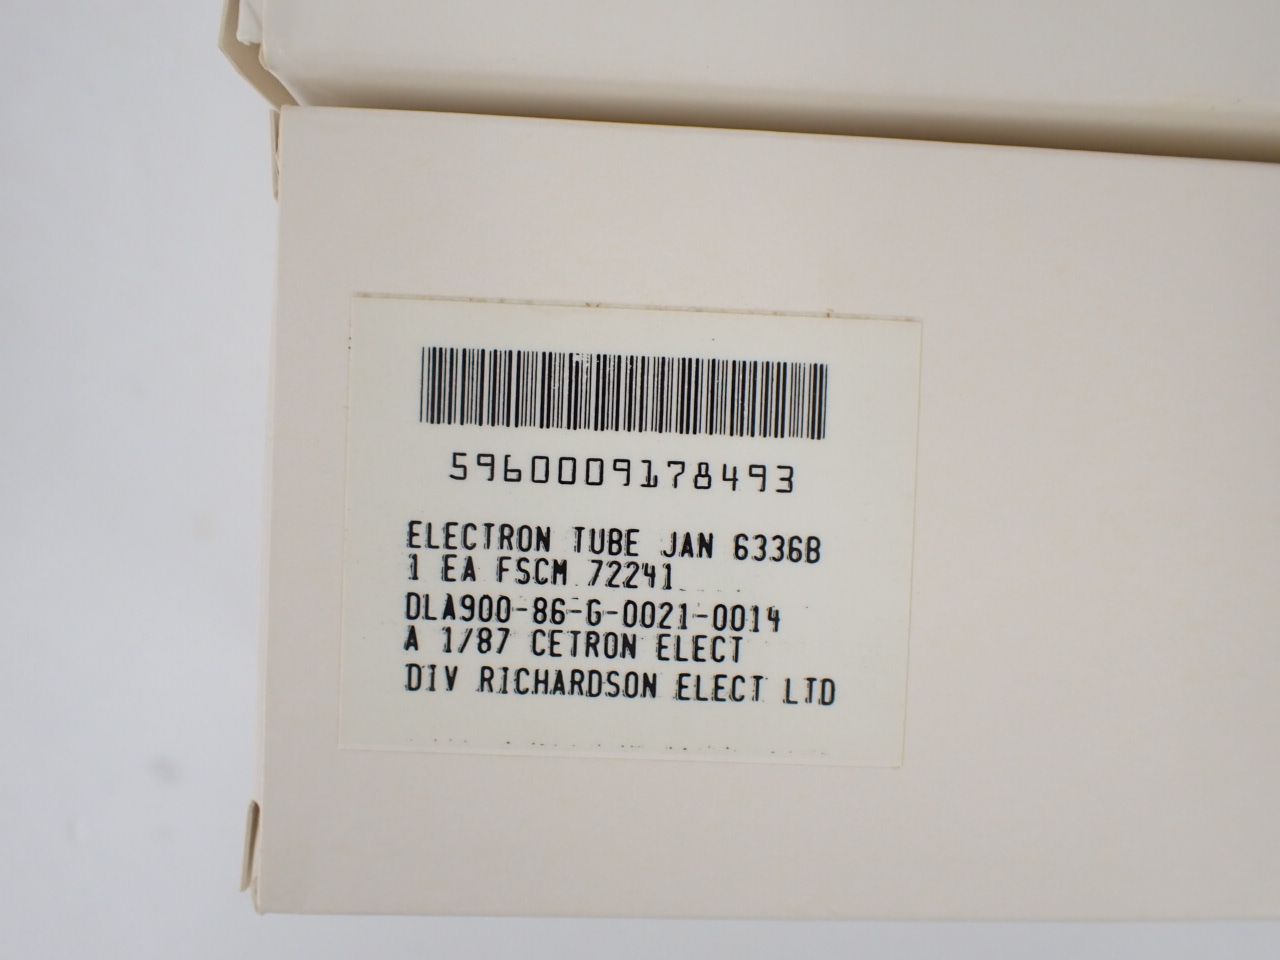 5960009178493
ELECTRON TUBE JAN 6336B
1 EA FSCM 72241
DLA900-86-G-0021-0014
A 1/87 CETRON ELECT
DIV RICHARDSON ELECT LTD